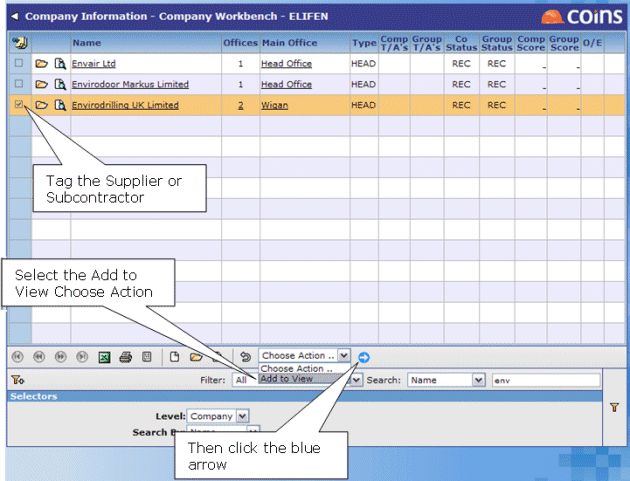 Company Information - Company Workbench - ELIFEN
coins
Name Offices Main Office Type Comp T/A's Group T/A's Co Status Group Status Comp Score Group Score O/E
Envair Ltd 1 Head Office HEAD REC REC - -
Envirodoor Markus Limited 1 Head Office HEAD REC REC - -
Envirodrilling UK Limited 2 Wigan HEAD REC REC - -
Tag the Supplier or
Subcontractor
Select the Add to
View Choose Action
Choose Action ..
Choose Action ..
Add to View
Filter: All Search: Name env
Selectors
Level: Company
Search By:
Then click the blue
arrow